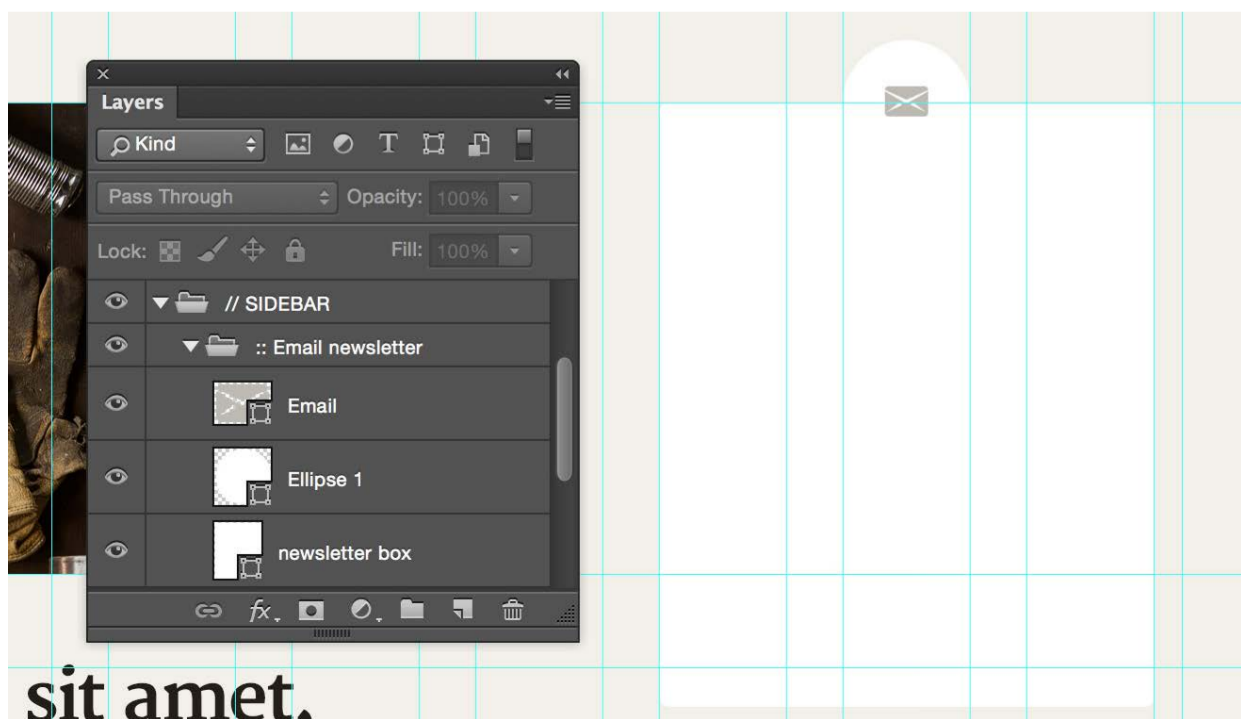 Layers
Kind
Pass Through Opacity: 100%
Lock: Fill: 100%
// SIDEBAR
:: Email newsletter
Email
Ellipse 1
newsletter box
sit amet,